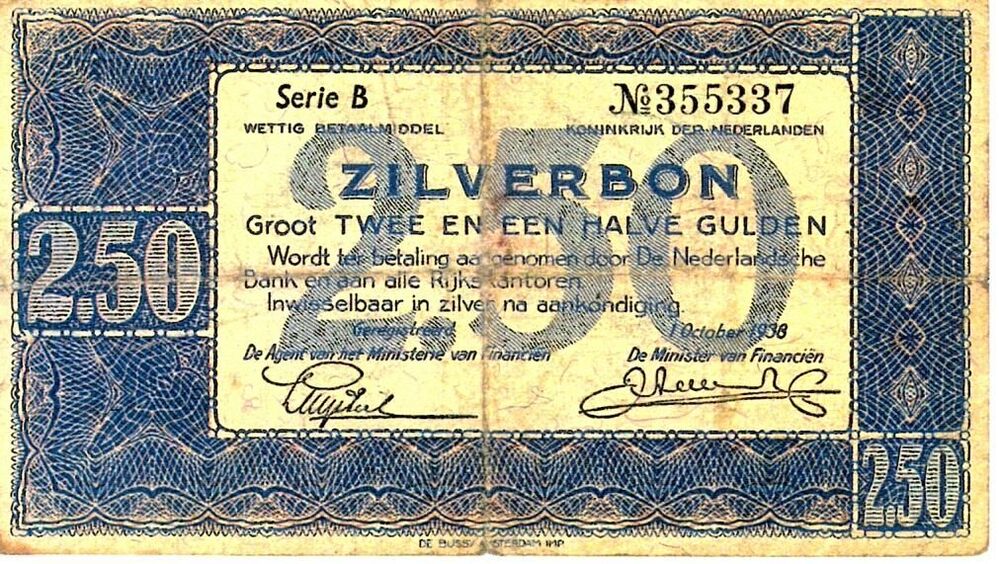 Serie B
№ 355337
WETTIG BETAALMIDDEL
KONINKRIJK DER NEDERLANDEN
ZILVERBON
Groot TWEE EN EEN HALVE GULDEN
2.50
Wordt ter betaling aangenomen door De Nederlandsche
Bank en aan alle Rijkskantoren.
Inwisselbaar in zilver na aankondiging.
Geregistreerd
1 October 1938
De Agent van het Ministerie van Financiën
De Minister van Financiën
2.50
2.50
DE BUSSY AMSTERDAM IMP.